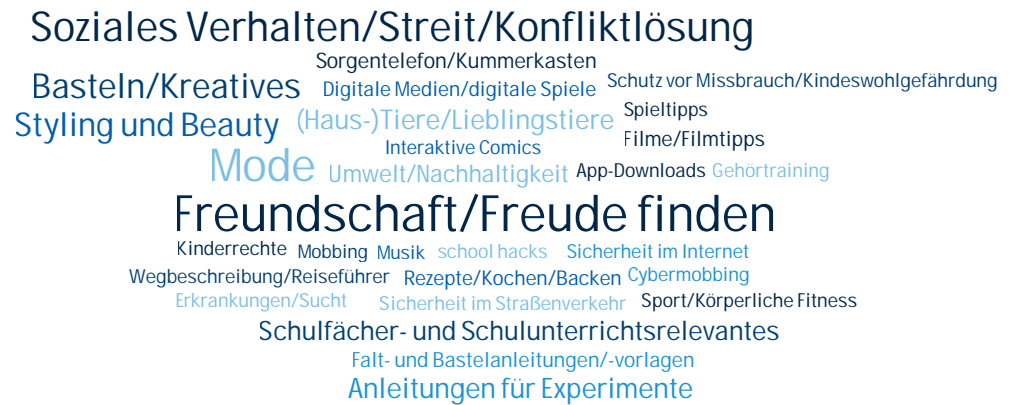 Soziales Verhalten/Streit/Konfliktlösung
Sorgentelefon/Kummerkasten
Basteln/Kreatives Digitale Medien/digitale Spiele Schutz vor Missbrauch/Kindeswohlgefährdung
Styling und Beauty (Haus-)Tiere/Lieblingstiere Spieltipps
Interaktive Comics Filme/Filmtipps
Mode Umwelt/Nachhaltigkeit App-Downloads Gehörtraining
Freundschaft/Freude finden
Kinderrechte Mobbing Musik school hacks Sicherheit im Internet
Wegbeschreibung/Reiseführer Rezepte/Kochen/Backen Cybermobbing
Erkrankungen/Sucht Sicherheit im Straßenverkehr Sport/Körperliche Fitness
Schulfächer- und Schulunterrichtsrelevantes
Falt- und Bastelanleitungen/-vorlagen
Anleitungen für Experimente